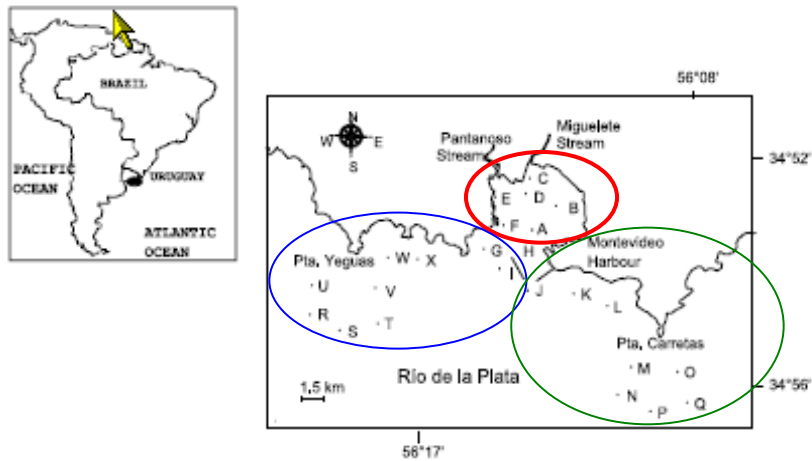 BRAZIL
PACIFIC
OCEAN
URUGUAY
ATLANTIC
OCEAN
56°08'
N
W E
S
Pantanoso
Stream
Miguelete
Stream
34°52'
C
E D B
F A
G H Montevideo
Harbour
Pta. Yeguas W X I
U V J K L
R S T
Pta. Carretas
M O
N P Q
Río de la Plata
1,5 km
34°56'
56°17'